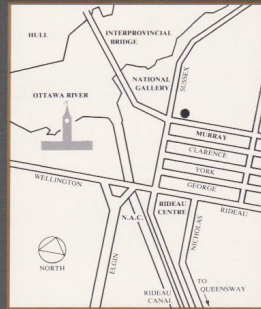 HULL
INTERPROVINCIAL
BRIDGE
NATIONAL
GALLERY
SUSSEX
OTTAWA RIVER
MURRAY
CLARENCE
YORK
GEORGE
WELLINGTON
RIDEAU
N.A.C.
RIDEAU
CENTRE
NICHOLAS
ELGIN
NORTH
TO
QUEENSWAY
RIDEAU
CANAL